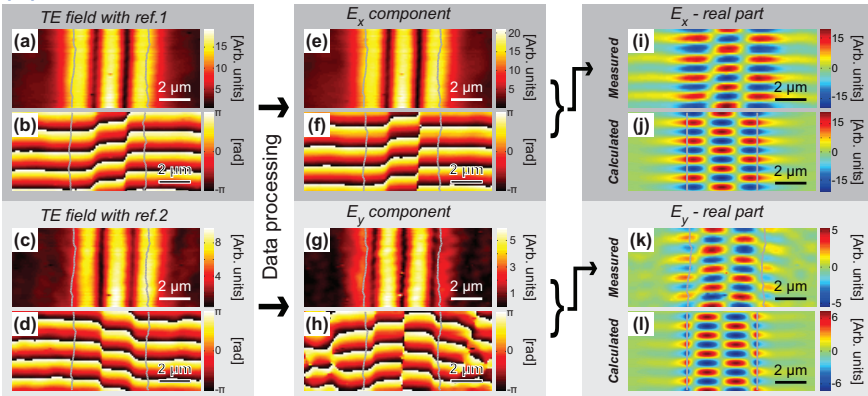 TE field with ref.1
(a)
2 µm
15
10
5
[Arb. units]
(b)
2 µm
π
0
-π
[rad]
TE field with ref.2
(c)
2 µm
8
4
[Arb. units]
(d)
2 µm
π
0
-π
[rad]
Data processing
Ex component
(e)
2 µm
20
15
10
5
[Arb. units]
(f)
2 µm
π
0
-π
[rad]
Ey component
(g)
2 µm
5
3
1
[Arb. units]
(h)
2 µm
π
0
-π
[rad]
}
}
Ex - real part
Measured
(i)
2 µm
15
0
-15
[Arb. units]
Calculated
(j)
2 µm
15
0
-15
[Arb. units]
Ey - real part
Measured
(k)
2 µm
5
0
-5
[Arb. units]
Calculated
(l)
2 µm
6
0
-6
[Arb. units]